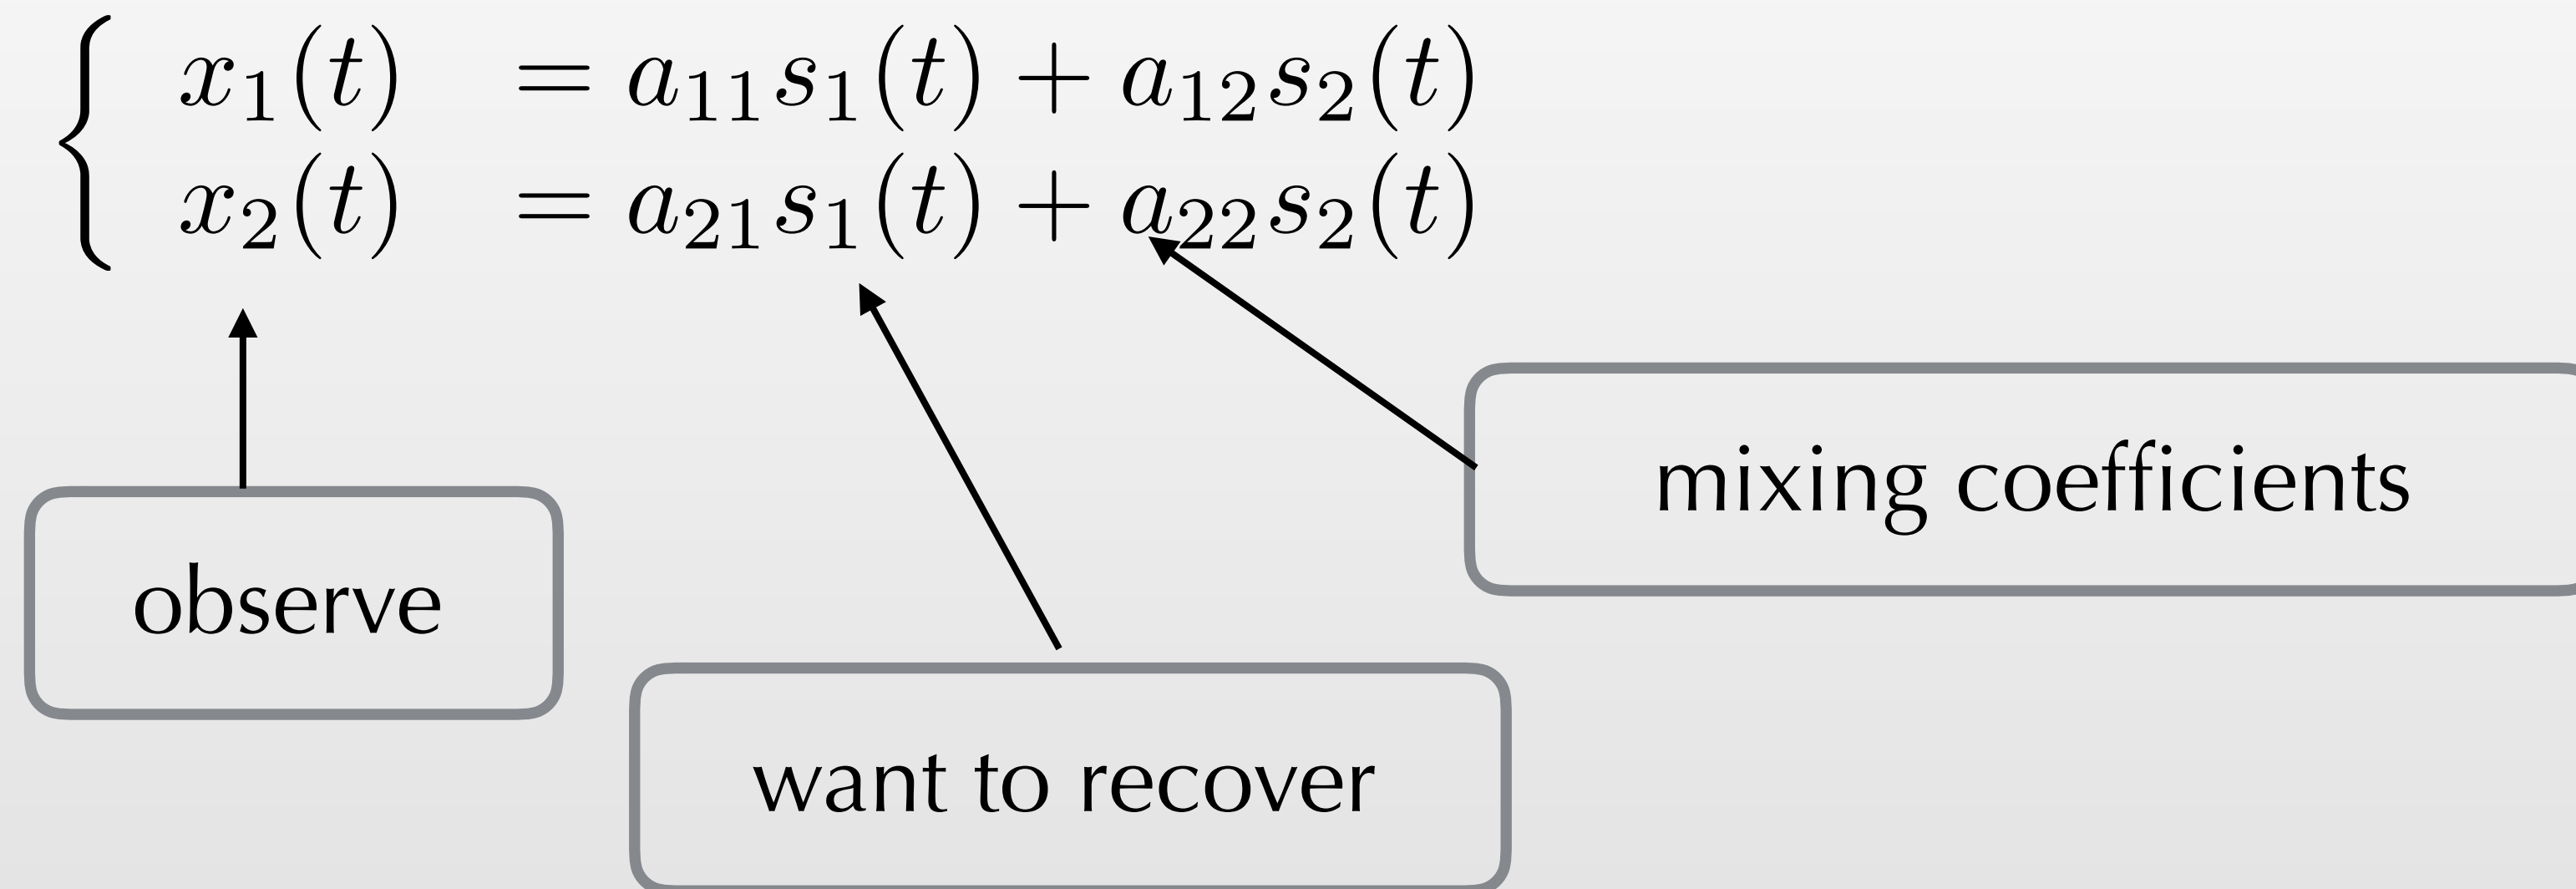 x₁(t) = a₁₁s₁(t) + a₁₂s₂(t)
x₂(t) = a₂₁s₁(t) + a₂₂s₂(t)
mixing coefficients
observe
want to recover